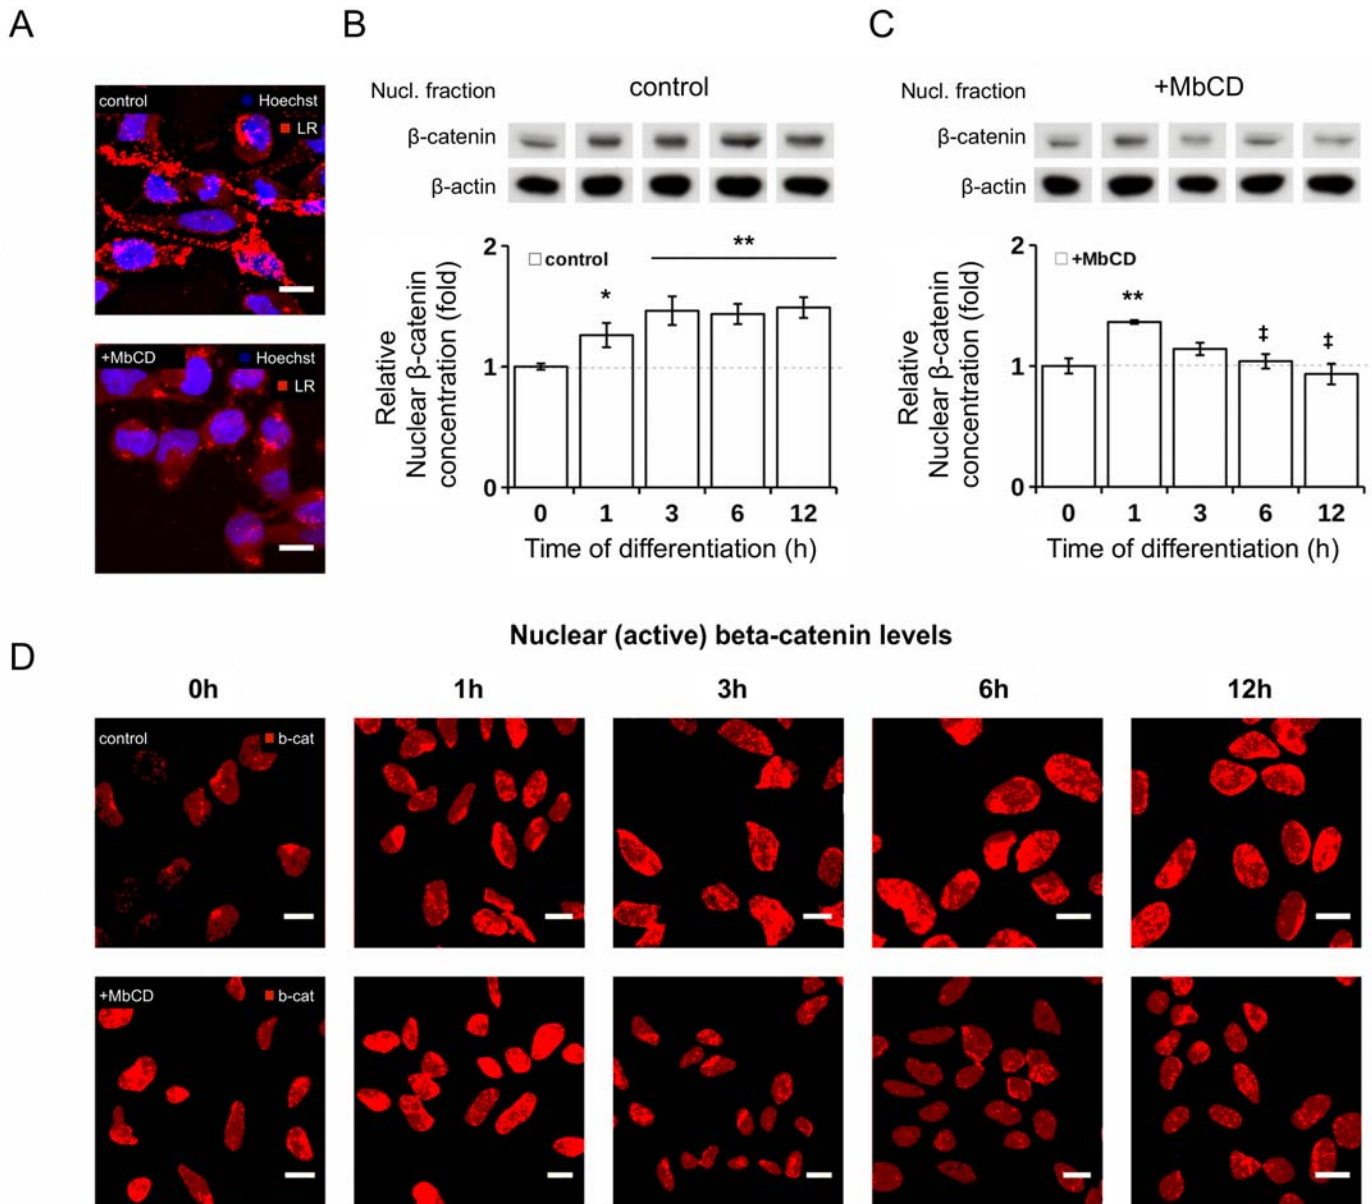 A
control
Hoechst
LR
+MbCD
Hoechst
LR
B
Nucl. fraction
control
β-catenin
β-actin
2
1
0
Relative
Nuclear β-catenin
concentration (fold)
control
*
**
0 1 3 6 12
Time of differentiation (h)
C
Nucl. fraction
+MbCD
β-catenin
β-actin
2
1
0
Relative
Nuclear β-catenin
concentration (fold)
+MbCD
**
‡
‡
0 1 3 6 12
Time of differentiation (h)
Nuclear (active) beta-catenin levels
D
0h 1h 3h 6h 12h
control
b-cat
+MbCD
b-cat